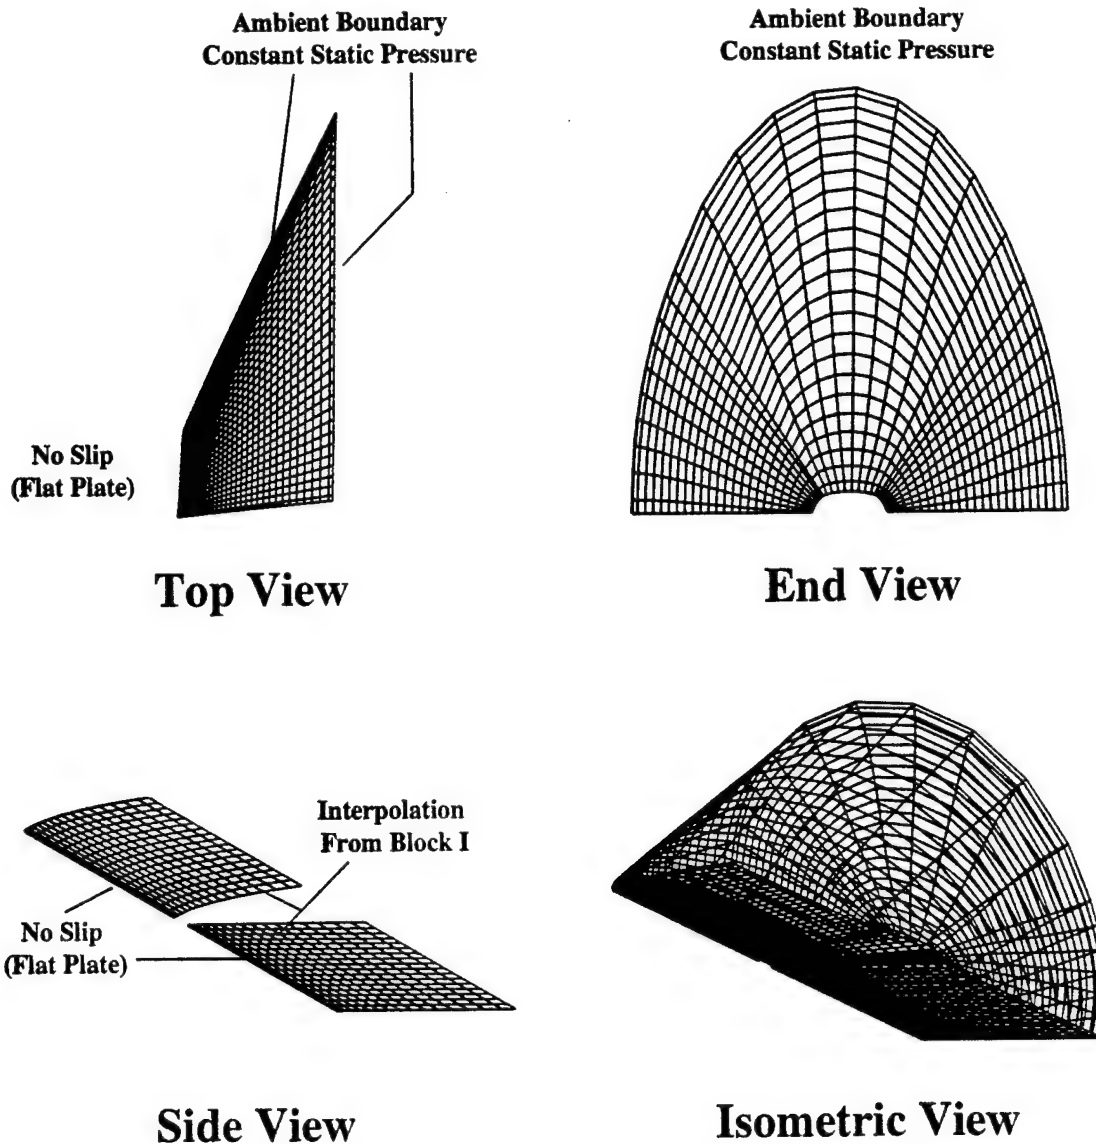 Ambient Boundary
Constant Static Pressure
No Slip
(Flat Plate)
Top View
Ambient Boundary
Constant Static Pressure
End View
Interpolation
From Block I
No Slip
(Flat Plate)
Side View
Isometric View